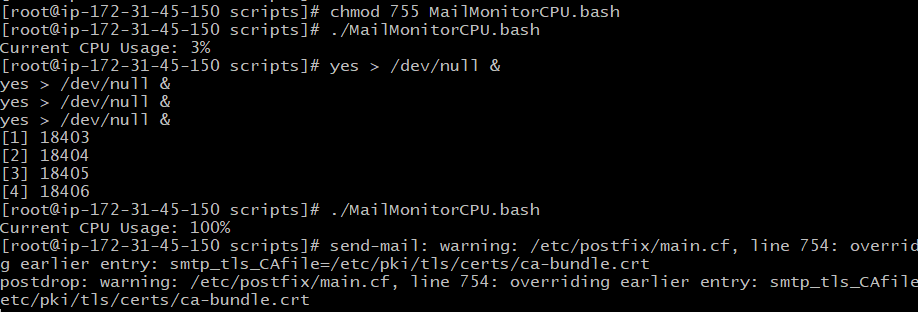 [root@ip-172-31-45-150 scripts]# chmod 755 MailMonitorCPU.bash
[root@ip-172-31-45-150 scripts]# ./MailMonitorCPU.bash
Current CPU Usage: 3%
[root@ip-172-31-45-150 scripts]# yes > /dev/null &
yes > /dev/null &
yes > /dev/null &
yes > /dev/null &
[1] 18403
[2] 18404
[3] 18405
[4] 18406
[root@ip-172-31-45-150 scripts]# ./MailMonitorCPU.bash
Current CPU Usage: 100%
[root@ip-172-31-45-150 scripts]# send-mail: warning: /etc/postfix/main.cf, line 754: overridi
g earlier entry: smtp_tls_CAfile=/etc/pki/tls/certs/ca-bundle.crt
postdrop: warning: /etc/postfix/main.cf, line 754: overriding earlier entry: smtp_tls_CAfile
etc/pki/tls/certs/ca-bundle.crt